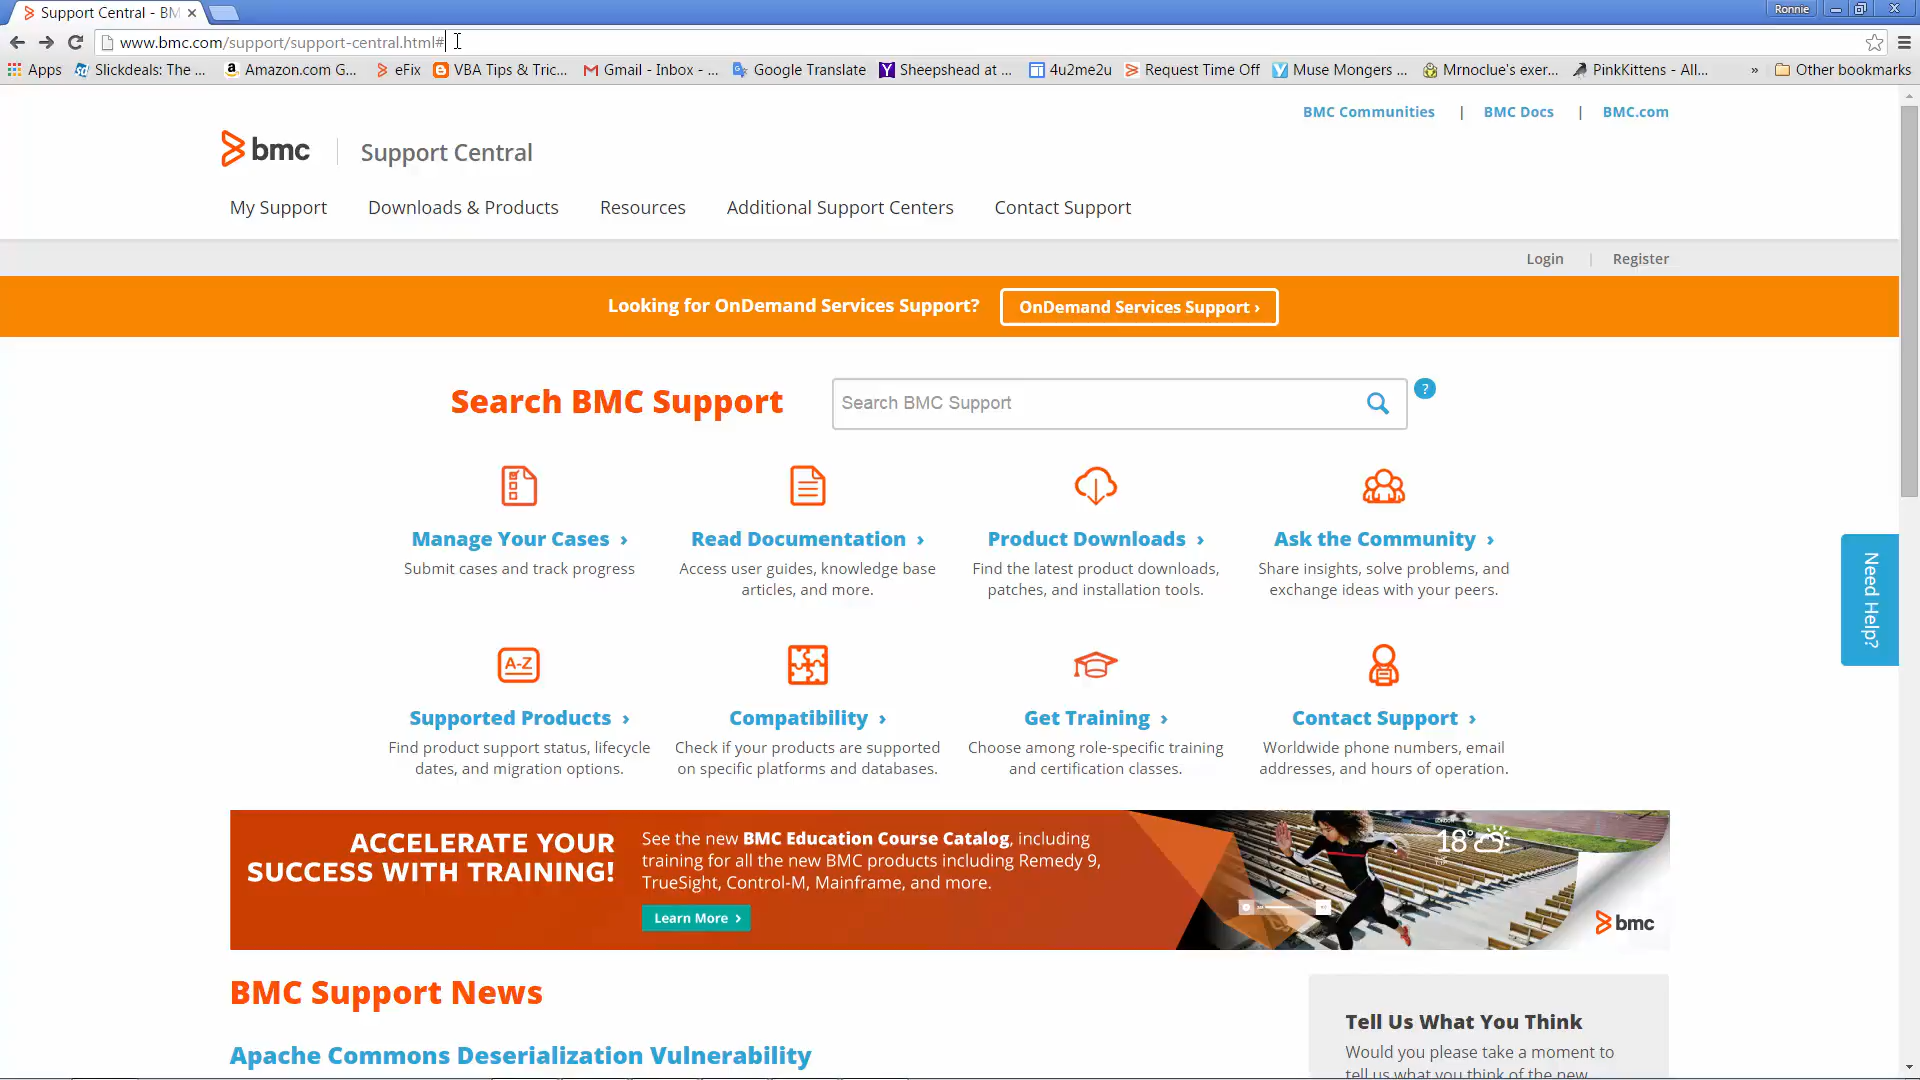 Support Central - BM
Ronnie
www.bmc.com/support/support-central.html#
Apps
Slickdeals: The ...
Amazon.com G...
eFix
VBA Tips & Tric...
Gmail - Inbox - ...
Google Translate
Sheepshead at ...
4u2me2u
Request Time Off
Muse Mongers ...
Mrnoclue's exer...
PinkKittens - All...
»
Other bookmarks
BMC Communities | BMC Docs | BMC.com
bmc | Support Central
My Support Downloads & Products Resources Additional Support Centers Contact Support
Login | Register
Looking for OnDemand Services Support? OnDemand Services Support ›
Search BMC Support
Search BMC Support
?
Manage Your Cases ›
Submit cases and track progress
Read Documentation ›
Access user guides, knowledge base
articles, and more.
Product Downloads ›
Find the latest product downloads,
patches, and installation tools.
Ask the Community ›
Share insights, solve problems, and
exchange ideas with your peers.
Need Help?
A-Z
Supported Products ›
Find product support status, lifecycle
dates, and migration options.
Compatibility ›
Check if your products are supported
on specific platforms and databases.
Get Training ›
Choose among role-specific training
and certification classes.
Contact Support ›
Worldwide phone numbers, email
addresses, and hours of operation.
ACCELERATE YOUR
SUCCESS WITH TRAINING!
See the new BMC Education Course Catalog, including
training for all the new BMC products including Remedy 9,
TrueSight, Control-M, Mainframe, and more.
Learn More ›
18°
bmc
BMC Support News
Apache Commons Deserialization Vulnerability
Tell Us What You Think
Would you please take a moment to
tell us what you think of the new